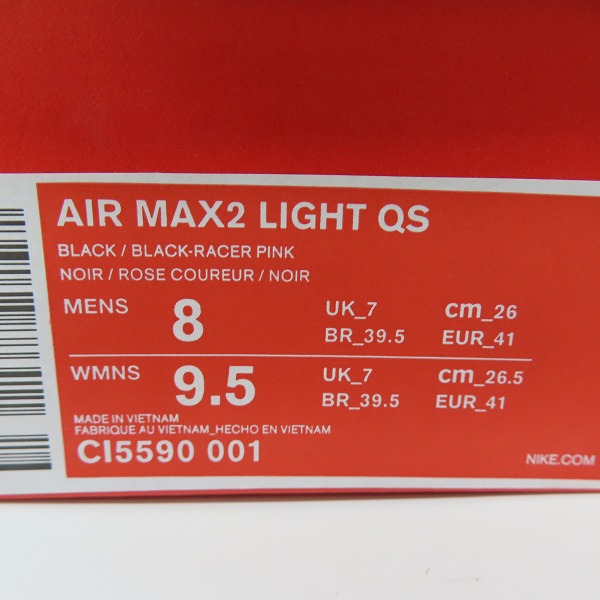 AIR MAX2 LIGHT QS
BLACK / BLACK-RACER PINK
NOIR / ROSE COUREUR / NOIR
MENS 8 UK_7 cm_26
BR_39.5 EUR_41
WMNS 9.5 UK_7 cm_26.5
BR_39.5 EUR_41
MADE IN VIETNAM
FABRIQUE AU VIETNAM_HECHO EN VIETNAM
CI5590 001
NIKE.COM